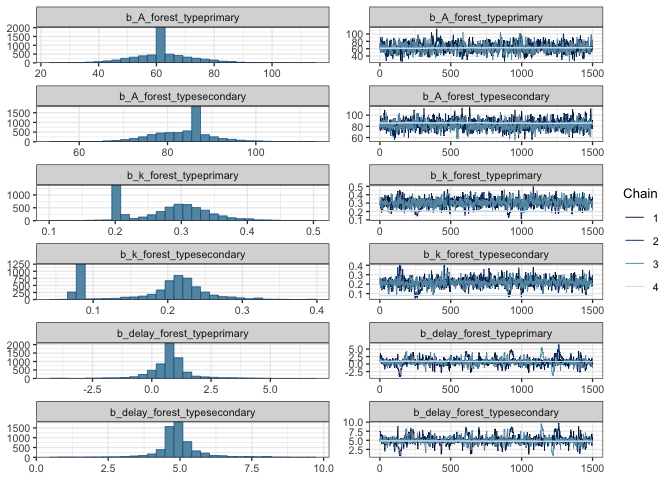 b_A_forest_typeprimary
2000
1500
1000
500
0
20 40 60 80 100
b_A_forest_typeprimary
100
80
60
40
0 500 1000 1500
b_A_forest_typesecondary
1500
1000
500
0
60 80 100
b_A_forest_typesecondary
100
80
60
0 500 1000 1500
b_k_forest_typeprimary
1000
500
0
0.1 0.2 0.3 0.4 0.5
b_k_forest_typeprimary
0.5
0.4
0.3
0.2
0.1
0 500 1000 1500
b_k_forest_typesecondary
1250
1000
750
500
250
0
0.1 0.2 0.3 0.4
b_k_forest_typesecondary
0.4
0.3
0.2
0.1
0 500 1000 1500
b_delay_forest_typeprimary
2000
1500
1000
500
0
-2.5 0.0 2.5 5.0
b_delay_forest_typeprimary
5.0
2.5
0.0
-2.5
0 500 1000 1500
b_delay_forest_typesecondary
1500
1000
500
0
0.0 2.5 5.0 7.5 10.0
b_delay_forest_typesecondary
10.0
7.5
5.0
2.5
0 500 1000 1500
Chain
1
2
3
4